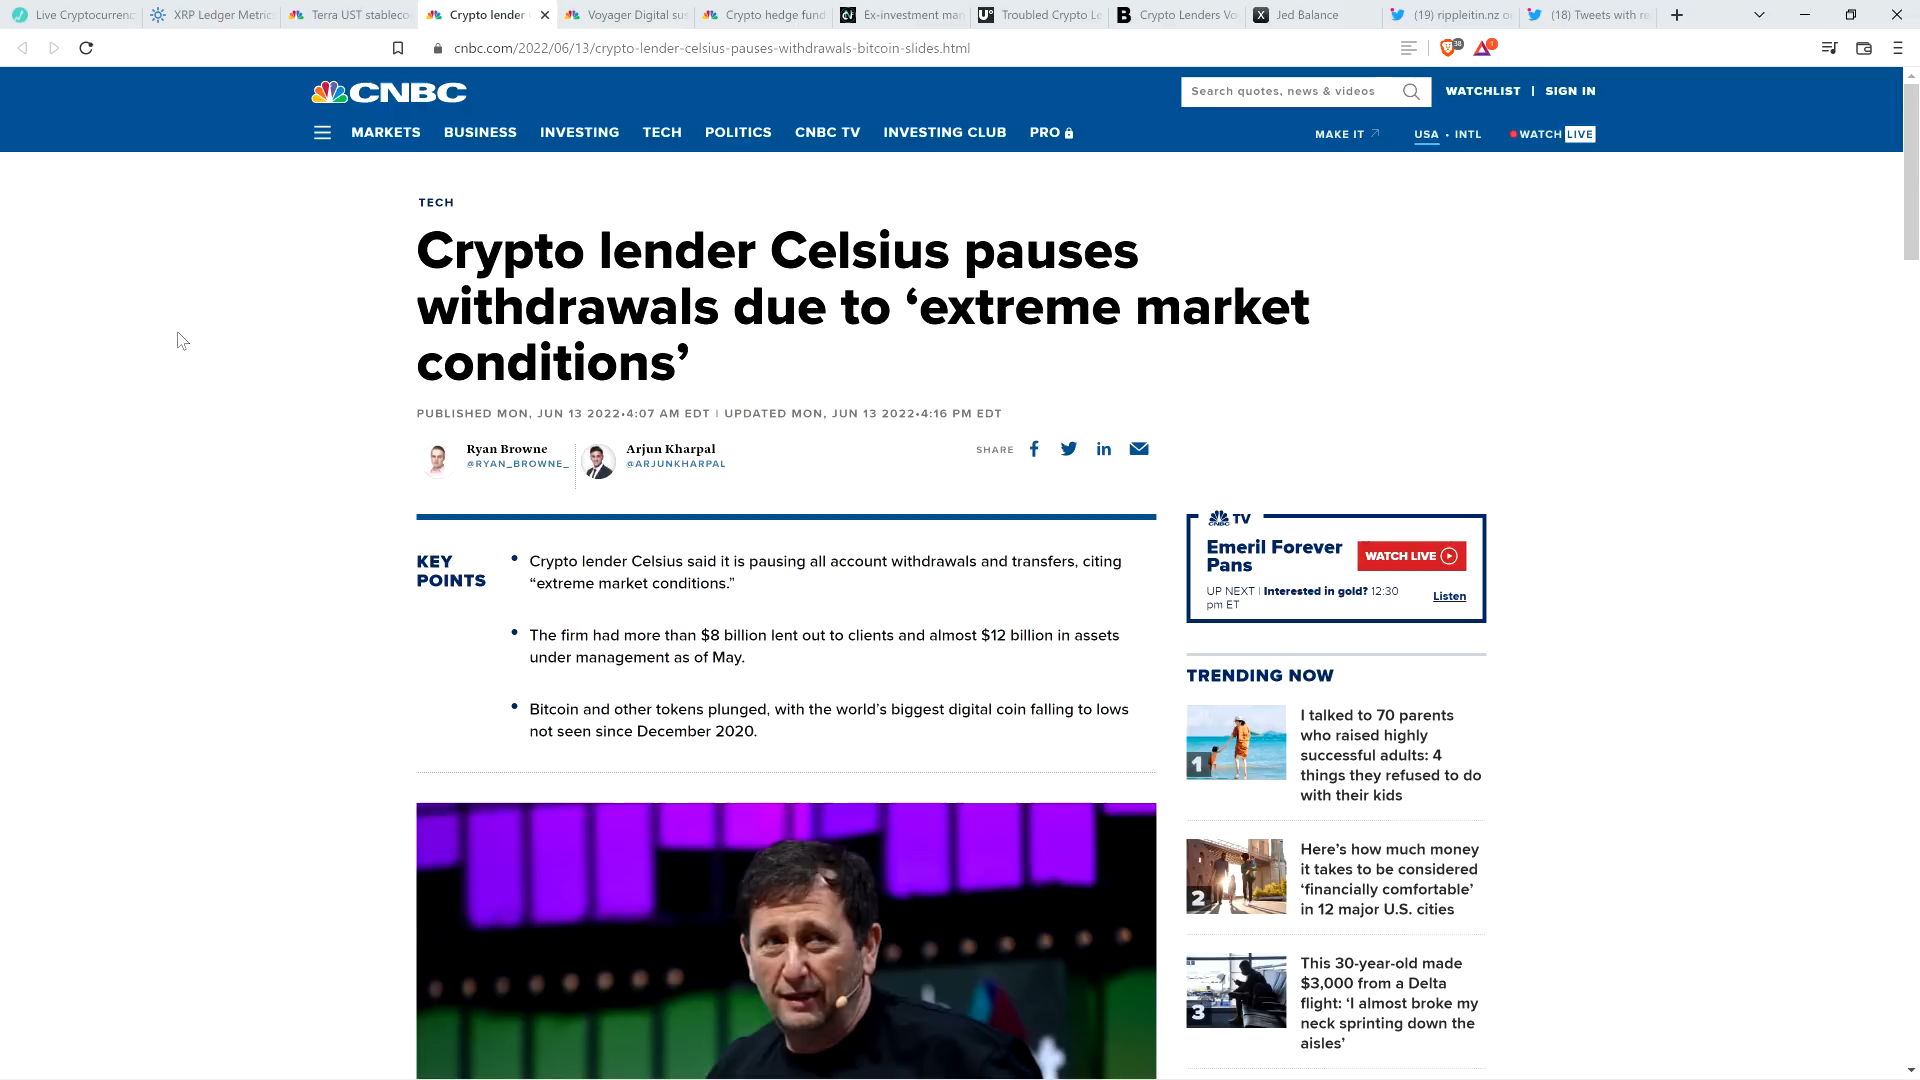 Live Cryptocurrenc
XRP Ledger Metric
Terra UST stableco
Crypto lender
Voyager Digital sus
Crypto hedge fund
Ex-investment man
Troubled Crypto Le
Crypto Lenders Vo
Jed Balance
(19) rippleitin.nz o
(18) Tweets with re
cnbc.com/2022/06/13/crypto-lender-celsius-pauses-withdrawals-bitcoin-slides.html
38
1
CNBC
Search quotes, news & videos
WATCHLIST | SIGN IN
MARKETS BUSINESS INVESTING TECH POLITICS CNBC TV INVESTING CLUB PRO
MAKE IT USA • INTL WATCH LIVE
TECH
Crypto lender Celsius pauses
withdrawals due to ‘extreme market
conditions’
PUBLISHED MON, JUN 13 2022•4:07 AM EDT | UPDATED MON, JUN 13 2022•4:16 PM EDT
Ryan Browne
@RYAN_BROWNE_
Arjun Kharpal
@ARJUNKHARPAL
SHARE
KEY
POINTS
• Crypto lender Celsius said it is pausing all account withdrawals and transfers, citing
“extreme market conditions.”
• The firm had more than $8 billion lent out to clients and almost $12 billion in assets
under management as of May.
• Bitcoin and other tokens plunged, with the world’s biggest digital coin falling to lows
not seen since December 2020.
CNBC TV
Emeril Forever
Pans
WATCH LIVE
UP NEXT | Interested in gold? 12:30
pm ET
Listen
TRENDING NOW
1
I talked to 70 parents
who raised highly
successful adults: 4
things they refused to do
with their kids
2
Here’s how much money
it takes to be considered
‘financially comfortable’
in 12 major U.S. cities
3
This 30-year-old made
$3,000 from a Delta
flight: ‘I almost broke my
neck sprinting down the
aisles’